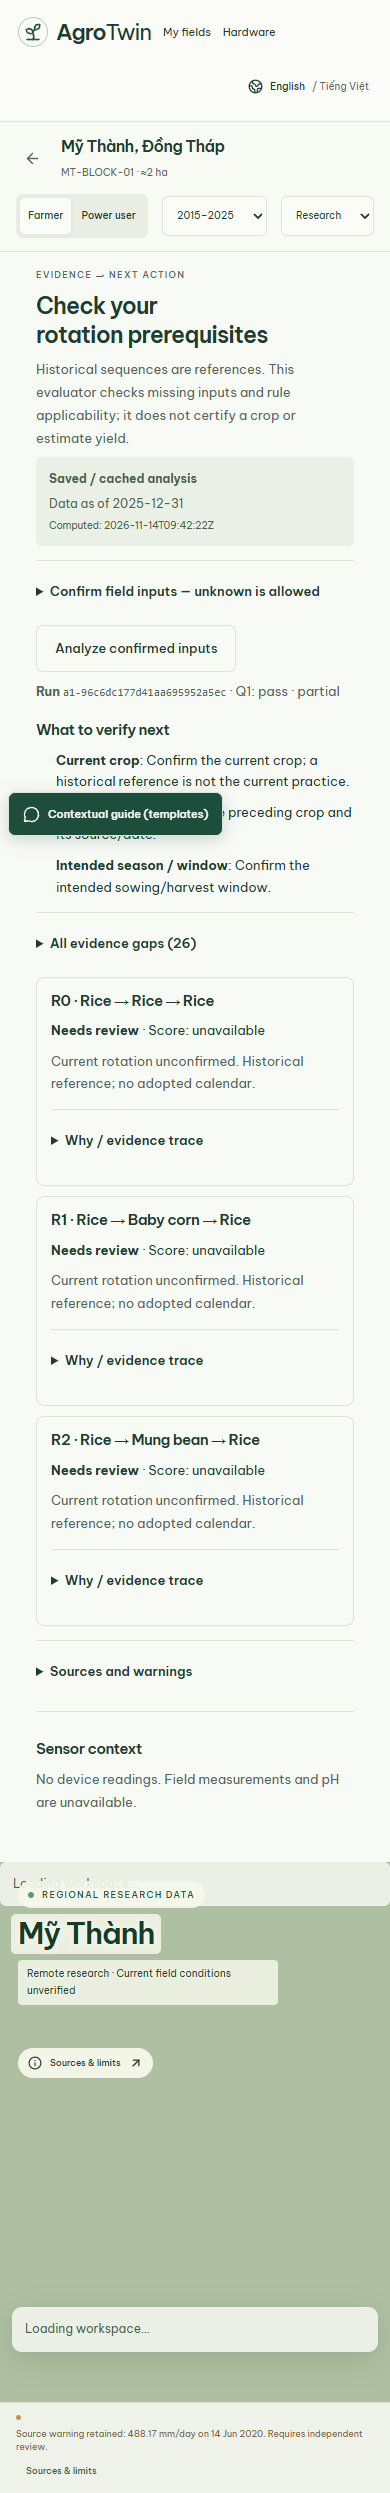 AgroTwin My fields Hardware
English / Tiếng Việt
Mỹ Thành, Đồng Tháp
MT-BLOCK-01 · ≈2 ha
Farmer Power user 2015–2025 Research
EVIDENCE → NEXT ACTION
Check your
rotation prerequisites
Historical sequences are references. This
evaluator checks missing inputs and rule
applicability; it does not certify a crop or
estimate yield.
Saved / cached analysis
Data as of 2025-12-31
Computed: 2026-11-14T09:42:22Z
Confirm field inputs — unknown is allowed
Analyze confirmed inputs
Run a1-96c6dc177d41aa695952a5ec · Q1: pass · partial
What to verify next
Current crop: Confirm the current crop; a
historical reference is not the current practice.
Contextual guide (templates)
preceding crop and
its source/date.
Intended season / window: Confirm the
intended sowing/harvest window.
All evidence gaps (26)
R0 · Rice → Rice → Rice
Needs review · Score: unavailable
Current rotation unconfirmed. Historical
reference; no adopted calendar.
Why / evidence trace
R1 · Rice → Baby corn → Rice
Needs review · Score: unavailable
Current rotation unconfirmed. Historical
reference; no adopted calendar.
Why / evidence trace
R2 · Rice → Mung bean → Rice
Needs review · Score: unavailable
Current rotation unconfirmed. Historical
reference; no adopted calendar.
Why / evidence trace
Sources and warnings
Sensor context
No device readings. Field measurements and pH
are unavailable.
REGIONAL RESEARCH DATA
Mỹ Thành
Remote research · Current field conditions
unverified
Sources & limits
Loading workspace…
Source warning retained: 488.17 mm/day on 14 Jun 2020. Requires independent
review.
Sources & limits